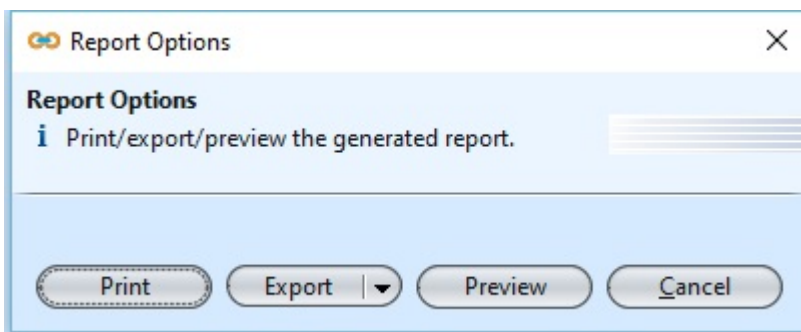 Report Options
Report Options
Print/export/preview the generated report.
Print Export Preview Cancel